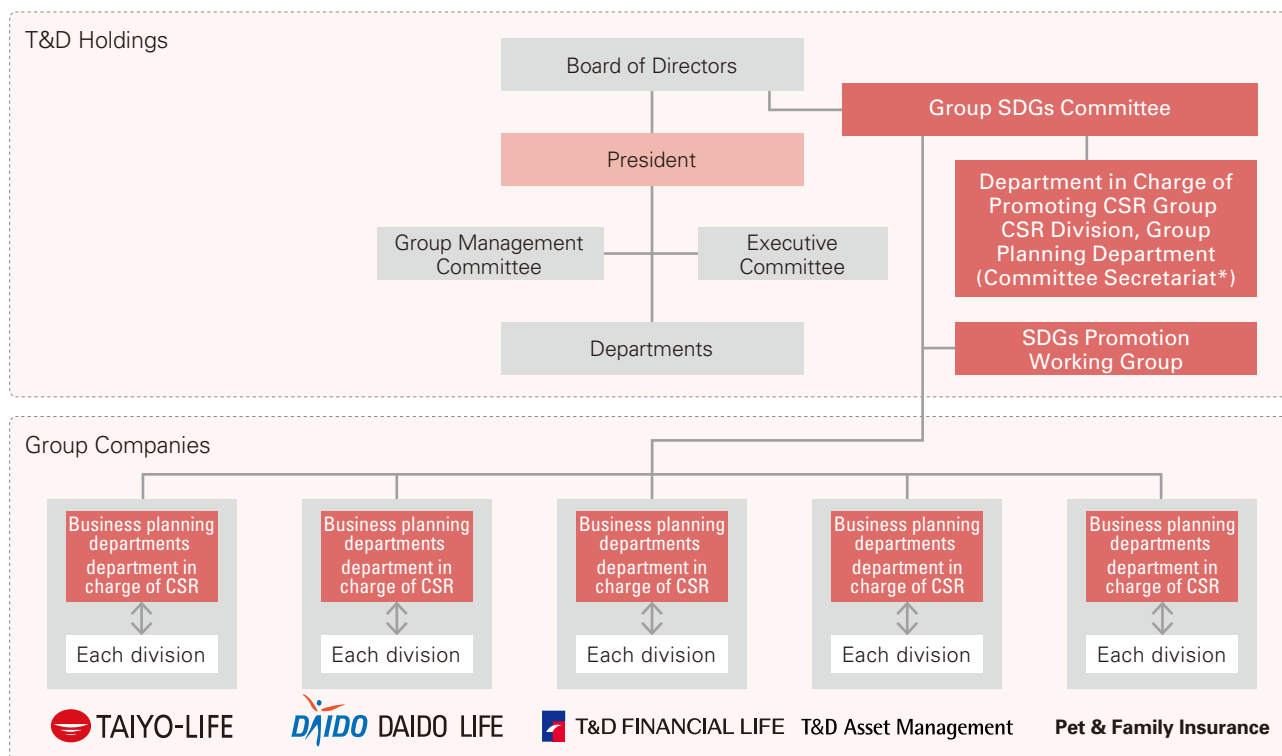 T&D Holdings
Board of Directors
Group SDGs Committee
President
Department in Charge of
Promoting CSR Group
CSR Division, Group
Planning Department
(Committee Secretariat*)
Group Management
Committee
Executive
Committee
Departments
SDGs Promotion
Working Group
Group Companies
Business planning
departments
department in
charge of CSR
Each division
TAIYO-LIFE
Business planning
departments
department in
charge of CSR
Each division
DAIDO DAIDO LIFE
Business planning
departments
department in
charge of CSR
Each division
T&D FINANCIAL LIFE
Business planning
departments
department in
charge of CSR
Each division
T&D Asset Management
Business planning
departments
department in
charge of CSR
Each division
Pet & Family Insurance